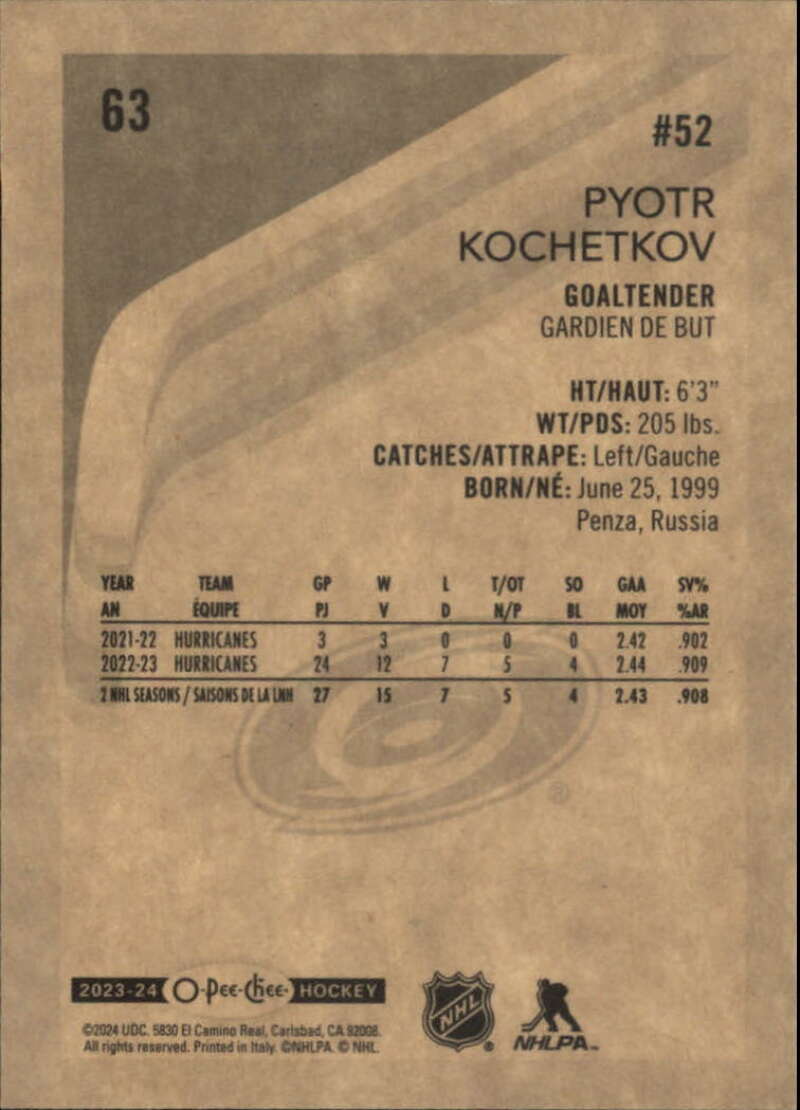 63
#52
PYOTR
KOCHETKOV
GOALTENDER
GARDIEN DE BUT
HT/HAUT: 6'3"
WT/PDS: 205 lbs.
CATCHES/ATTRAPE: Left/Gauche
BORN/NÉ: June 25, 1999
Penza, Russia
YEAR TEAM GP W L T/OT SO GAA SV%
AN ÉQUIPE PJ V D N/P BL MOY %AR
2021-22 HURRICANES 3 3 0 0 0 2.42 .902
2022-23 HURRICANES 24 12 7 5 4 2.44 .909
2 NHL SEASONS / SAISONS DE LA LNH 27 15 7 5 4 2.43 .908
®
2023-24 O-Pee-Chee- HOCKEY
©2024 UDC. 5830 El Camino Real, Carlsbad, CA 92008.
All rights reserved. Printed in Italy. ©NHLPA. © NHL.
NHL ®
NHLPA™